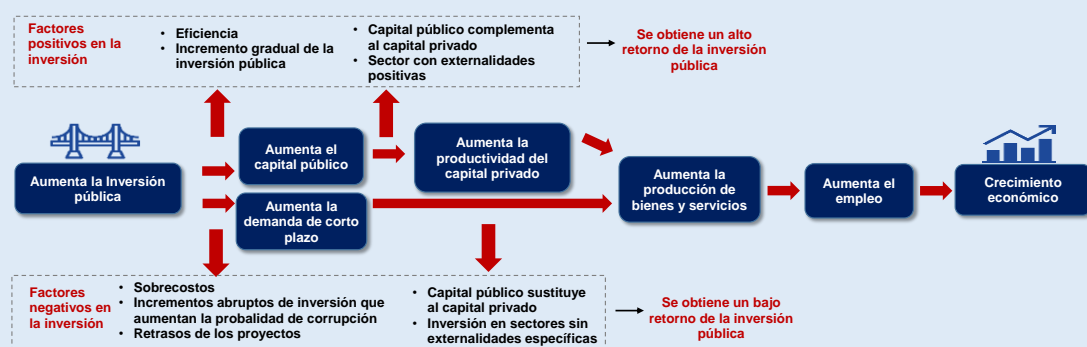 Factores
positivos en la
inversión
• Eficiencia
• Incremento gradual de la
inversión pública
• Capital público complementa
al capital privado
• Sector con externalidades
positivas
Se obtiene un alto
retorno de la inversión
pública
Aumenta la Inversión
pública
Aumenta el
capital público
Aumenta la
productividad del
capital privado
Aumenta la
demanda de corto
plazo
Aumenta la
producción de
bienes y servicios
Aumenta el
empleo
Crecimiento
económico
Factores
negativos en
la inversión
• Sobrecostos
• Incrementos abruptos de inversión que
aumentan la probalidad de corrupción
• Retrasos de los proyectos
• Capital público sustituye
al capital privado
• Inversión en sectores sin
externalidades específicas
Se obtiene un bajo
retorno de la inversión
pública